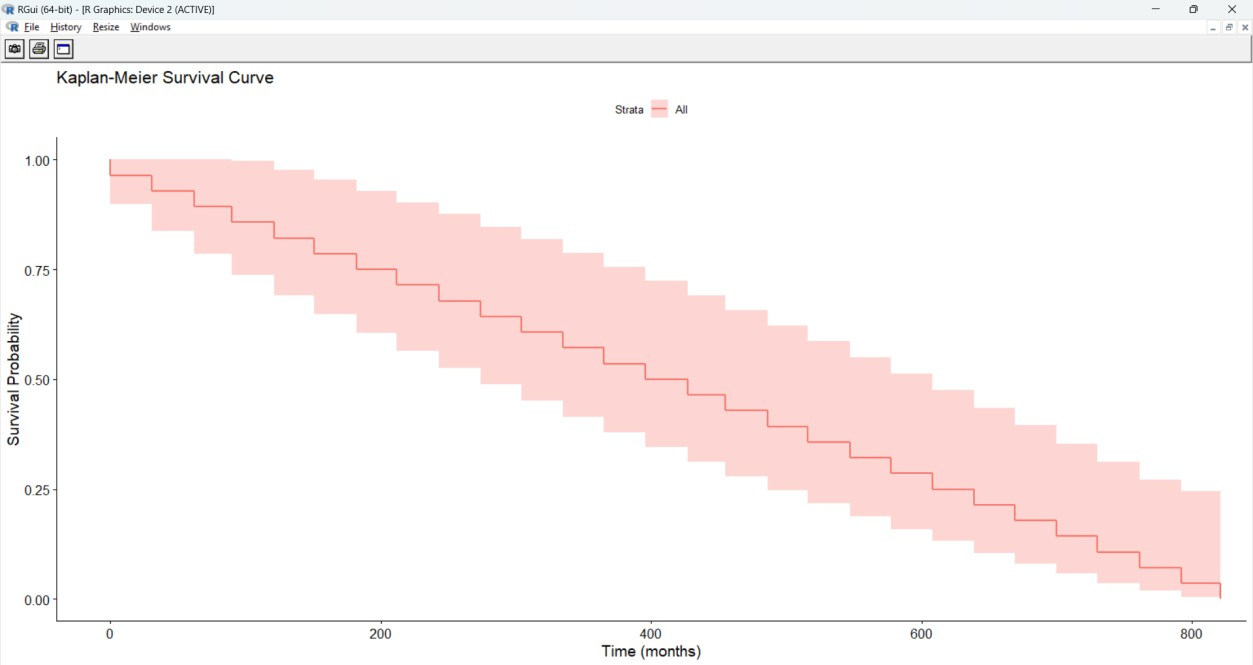 RGui (64-bit) - [R Graphics: Device 2 (ACTIVE)]
File History Resize Windows
Kaplan-Meier Survival Curve
Strata All
1.00
0.75
0.50
0.25
0.00
Survival Probability
0 200 400 600 800
Time (months)